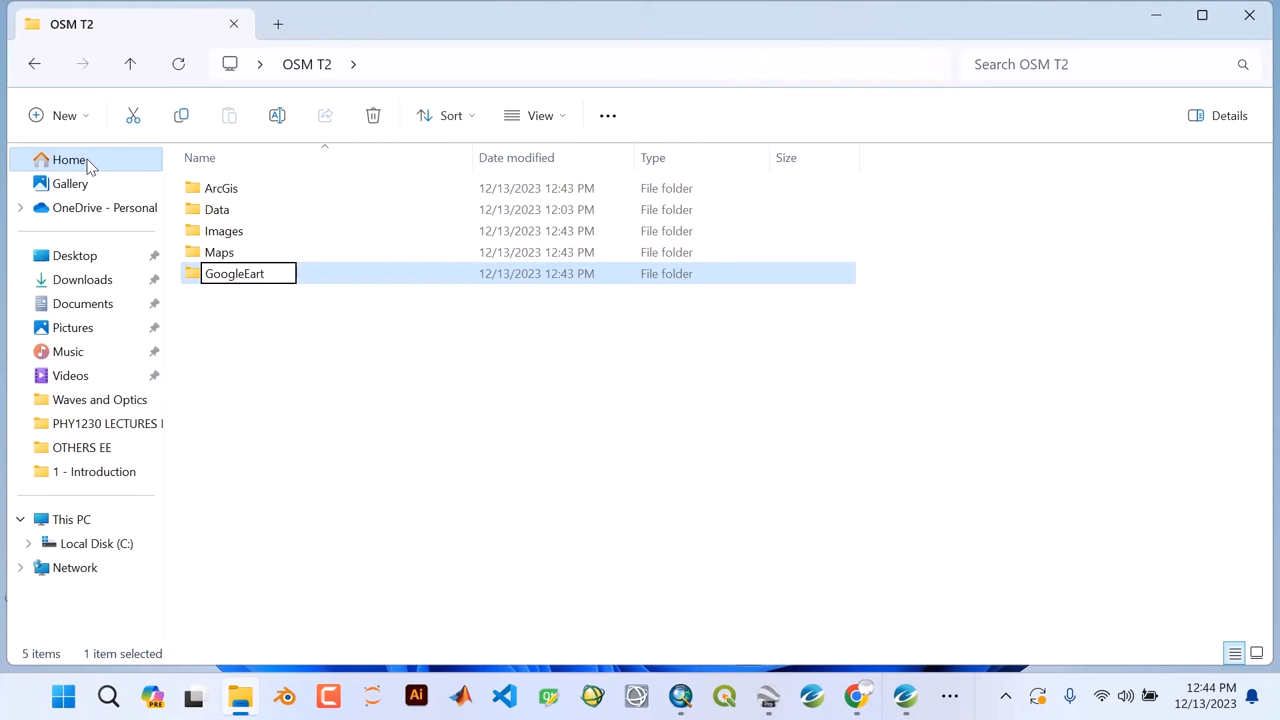 OSM T2
OSM T2
Search OSM T2
New
Sort
View
Details
Name
Date modified
Type
Size
Home
Gallery
OneDrive - Personal
Desktop
Downloads
Documents
Pictures
Music
Videos
Waves and Optics
PHY1230 LECTURES
OTHERS EE
1 - Introduction
This PC
Local Disk (C:)
Network
ArcGis 12/13/2023 12:43 PM File folder
Data 12/13/2023 12:03 PM File folder
Images 12/13/2023 12:43 PM File folder
Maps 12/13/2023 12:43 PM File folder
GoogleEart 12/13/2023 12:43 PM File folder
5 items 1 item selected
PRE
Ai
Pro
12:44 PM
12/13/2023